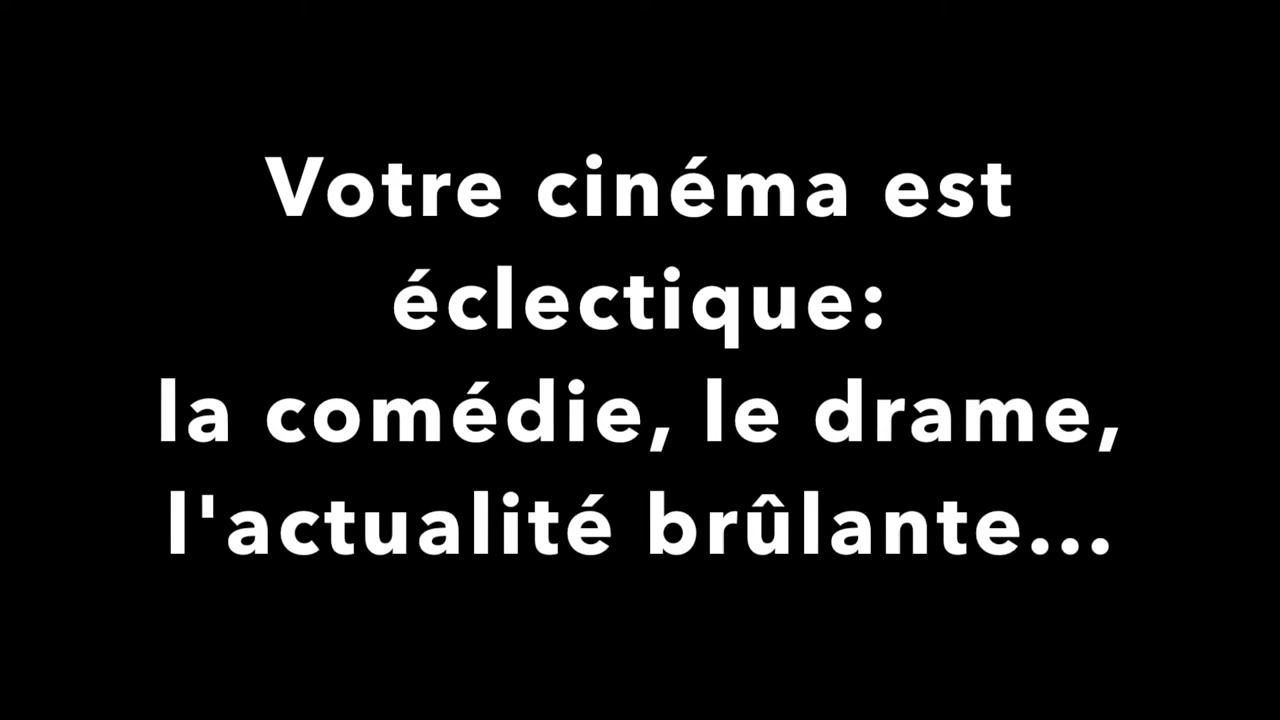 Votre cinéma est
éclectique:
la comédie, le drame,
l'actualité brûlante...